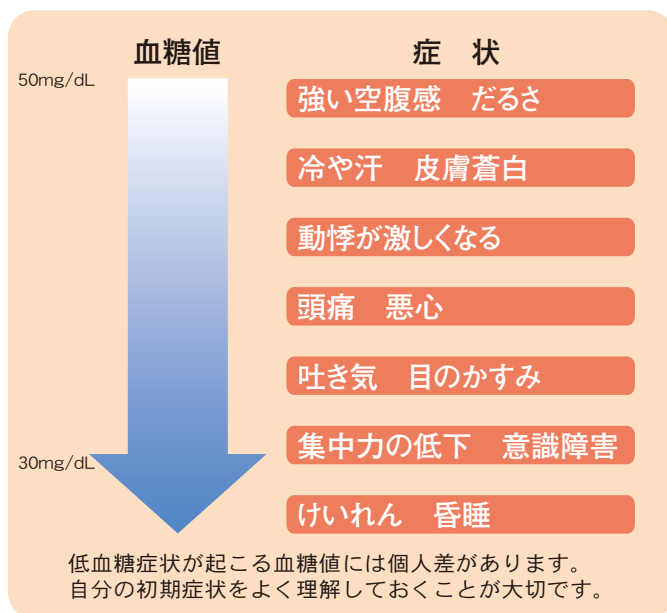 血糖値　症　状
50mg/dL
強い空腹感　だるさ
冷や汗　皮膚蒼白
動悸が激しくなる
頭痛　悪心
吐き気　目のかすみ
30mg/dL
集中力の低下　意識障害
けいれん　昏睡
低血糖症状が起こる血糖値には個人差があります。
自分の初期症状をよく理解しておくことが大切です。